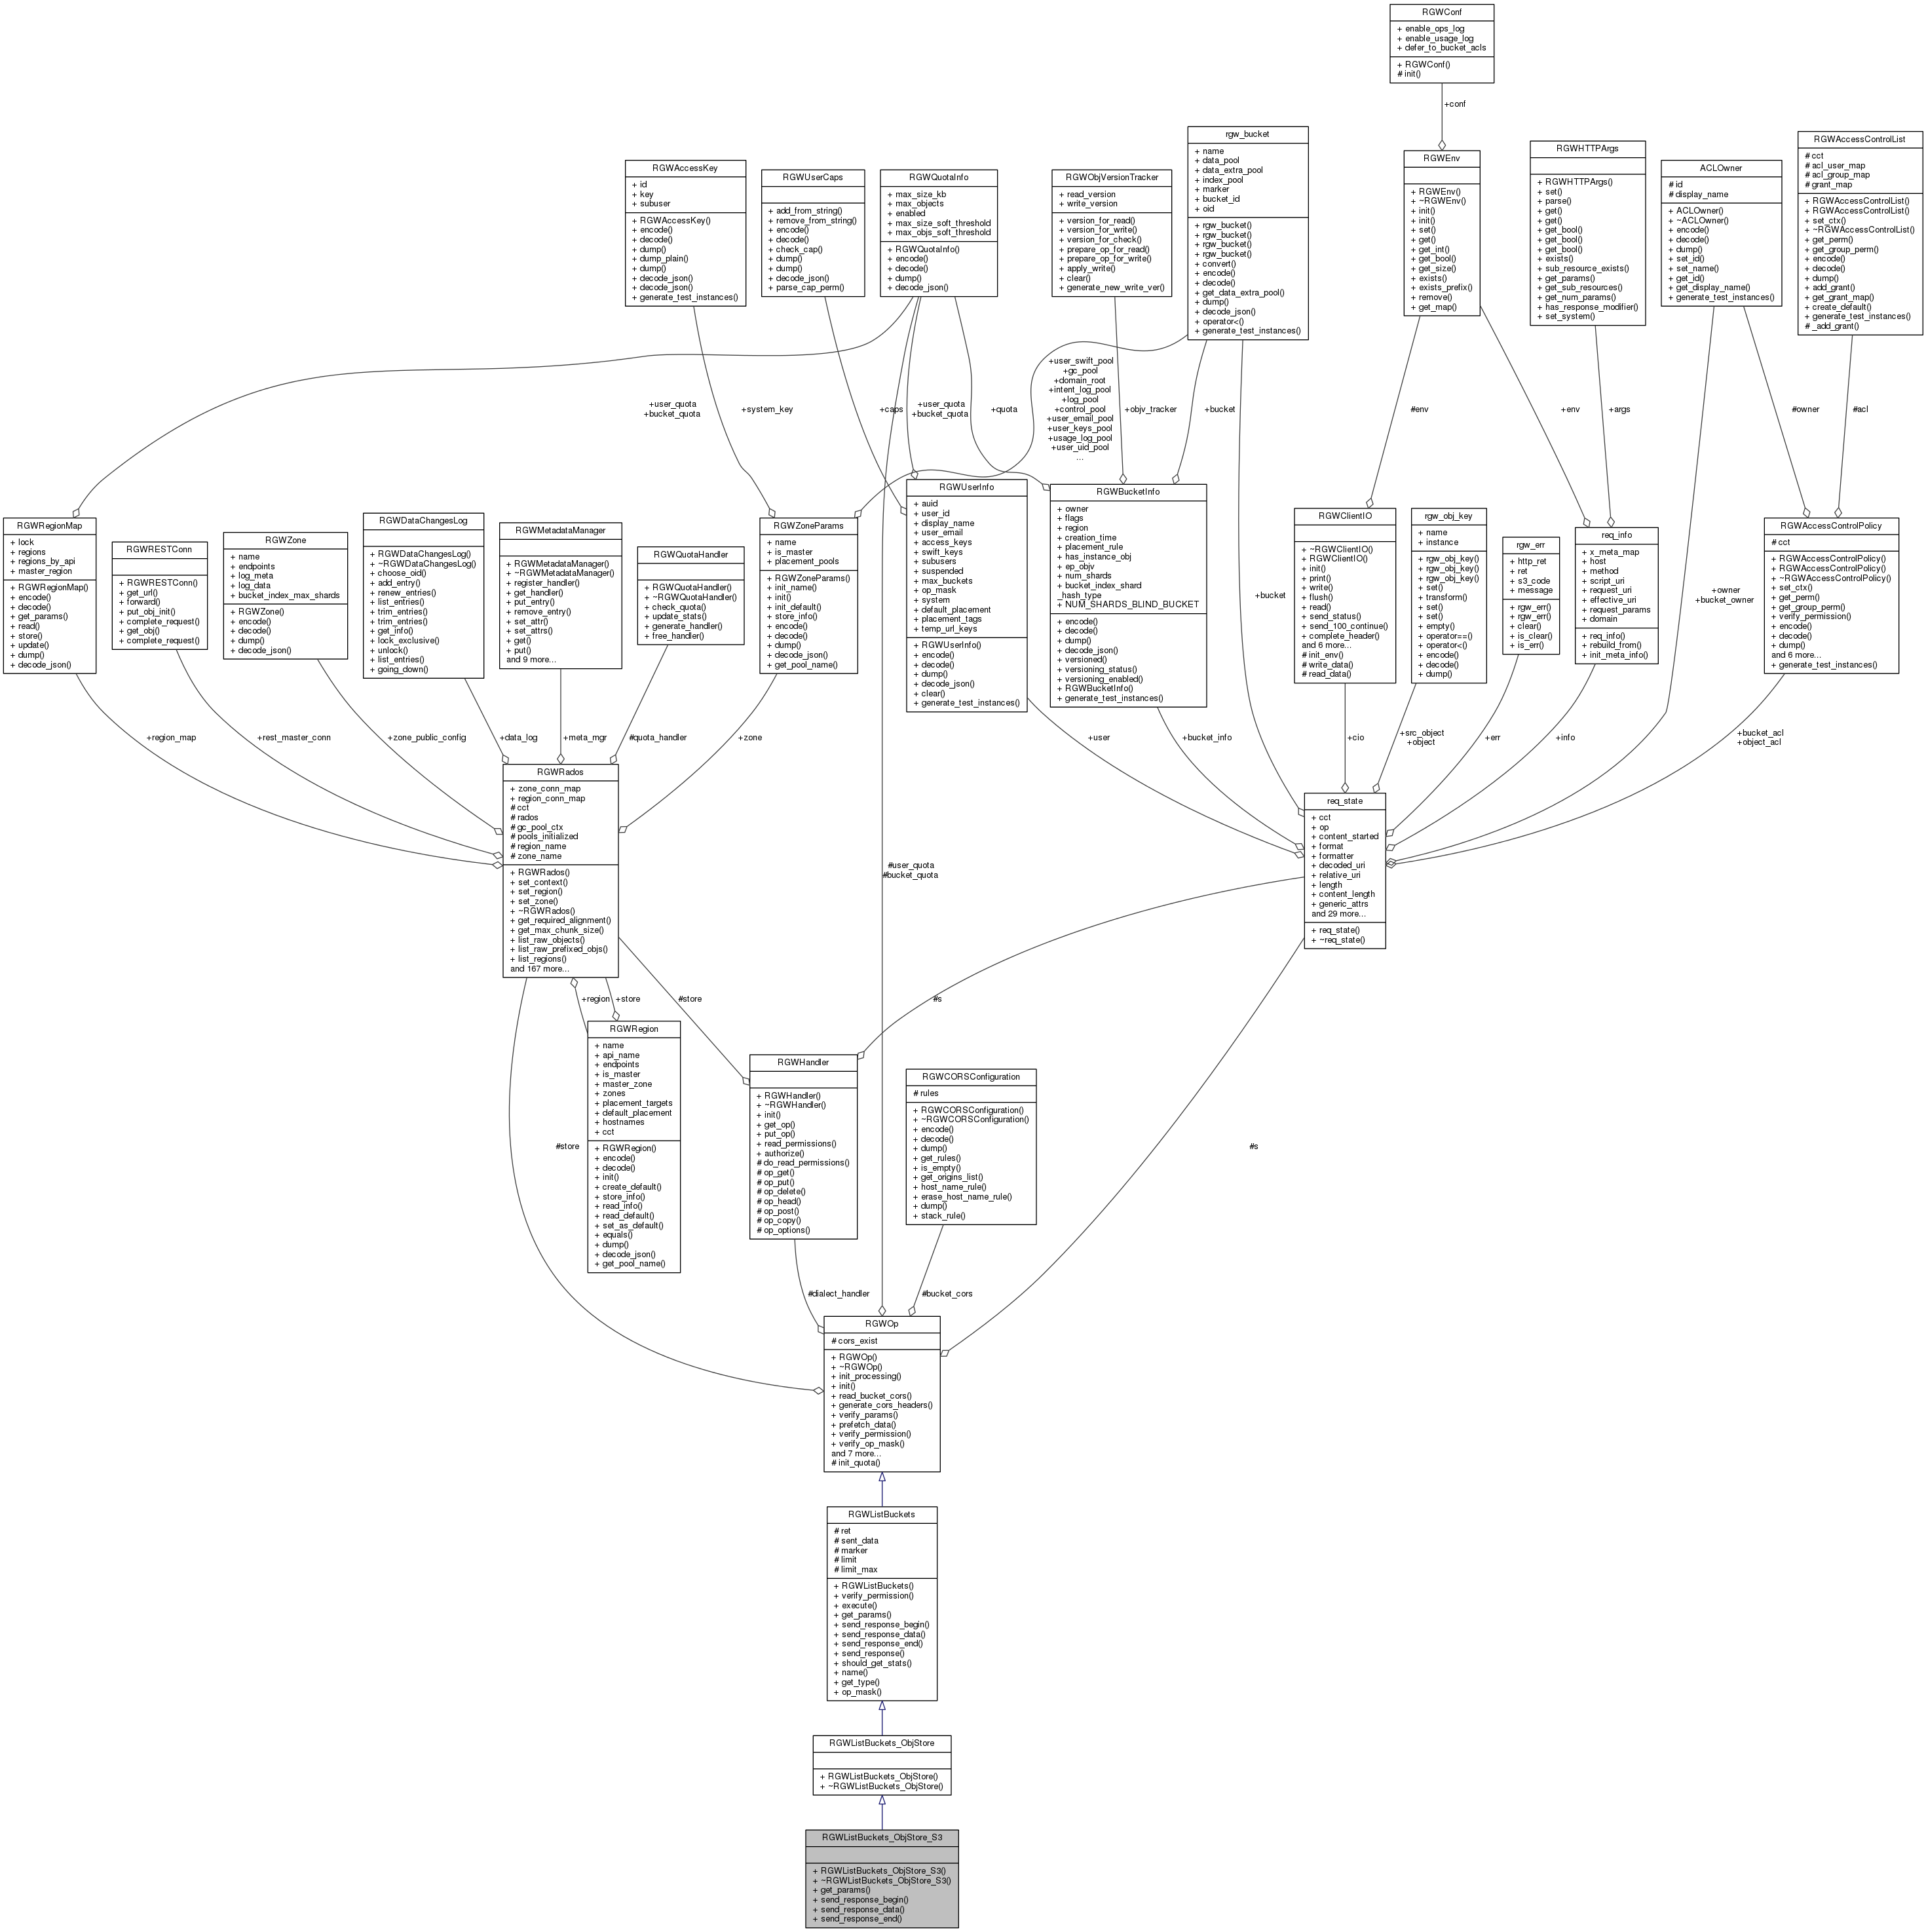 RGWConf
+ enable_ops_log
+ enable_usage_log
+ defer_to_bucket_acls
+ RGWConf()
# init()
+conf
rgw_bucket
+ name
+ data_pool
+ data_extra_pool
+ index_pool
+ marker
+ bucket_id
+ oid
+ rgw_bucket()
+ rgw_bucket()
+ rgw_bucket()
+ rgw_bucket()
+ convert()
+ encode()
+ decode()
+ get_data_extra_pool()
+ dump()
+ decode_json()
+ operator<()
+ generate_test_instances()
RGWAccessControlList
# cct
# acl_user_map
# acl_group_map
# grant_map
+ RGWAccessControlList()
+ RGWAccessControlList()
+ set_ctx()
+ ~RGWAccessControlList()
+ get_perm()
+ get_group_perm()
+ encode()
+ decode()
+ dump()
+ add_grant()
+ get_grant_map()
+ create_default()
+ generate_test_instances()
# _add_grant()
RGWHTTPArgs
+ RGWHTTPArgs()
+ set()
+ parse()
+ get()
+ get()
+ get_bool()
+ get_bool()
+ get_bool()
+ exists()
+ sub_resource_exists()
+ get_params()
+ get_sub_resources()
+ get_num_params()
+ has_response_modifier()
+ set_system()
RGWEnv
+ RGWEnv()
+ ~RGWEnv()
+ init()
+ init()
+ set()
+ get()
+ get_int()
+ get_bool()
+ get_size()
+ exists()
+ exists_prefix()
+ remove()
+ get_map()
ACLOwner
# id
# display_name
+ ACLOwner()
+ ~ACLOwner()
+ encode()
+ decode()
+ dump()
+ set_id()
+ set_name()
+ get_id()
+ get_display_name()
+ generate_test_instances()
RGWAccessKey
+ id
+ key
+ subuser
+ RGWAccessKey()
+ encode()
+ decode()
+ dump()
+ dump_plain()
+ dump()
+ decode_json()
+ decode_json()
+ generate_test_instances()
RGWUserCaps
+ add_from_string()
+ remove_from_string()
+ encode()
+ decode()
+ check_cap()
+ dump()
+ dump()
+ decode_json()
+ parse_cap_perm()
RGWQuotaInfo
+ max_size_kb
+ max_objects
+ enabled
+ max_size_soft_threshold
+ max_objs_soft_threshold
+ RGWQuotaInfo()
+ encode()
+ decode()
+ dump()
+ decode_json()
RGWObjVersionTracker
+ read_version
+ write_version
+ version_for_read()
+ version_for_write()
+ version_for_check()
+ prepare_op_for_read()
+ prepare_op_for_write()
+ apply_write()
+ clear()
+ generate_new_write_ver()
+user_quota
+bucket_quota
+system_key
+caps
+user_quota
+bucket_quota
+quota
+user_swift_pool
+gc_pool
+domain_root
+intent_log_pool
+log_pool
+control_pool
+user_email_pool
+user_keys_pool
+usage_log_pool
+user_uid_pool
...
+objv_tracker
+bucket
#env
+env
+args
#owner
#acl
RGWRegionMap
+ lock
+ regions
+ regions_by_api
+ master_region
+ RGWRegionMap()
+ encode()
+ decode()
+ get_params()
+ read()
+ store()
+ update()
+ dump()
+ decode_json()
RGWRESTConn
+ RGWRESTConn()
+ get_url()
+ forward()
+ put_obj_init()
+ complete_request()
+ get_obj()
+ complete_request()
RGWZone
+ name
+ endpoints
+ log_meta
+ log_data
+ bucket_index_max_shards
+ RGWZone()
+ encode()
+ decode()
+ dump()
+ decode_json()
RGWDataChangesLog
+ RGWDataChangesLog()
+ ~RGWDataChangesLog()
+ choose_oid()
+ add_entry()
+ renew_entries()
+ list_entries()
+ trim_entries()
+ trim_entries()
+ get_info()
+ lock_exclusive()
+ unlock()
+ list_entries()
+ going_down()
RGWMetadataManager
+ RGWMetadataManager()
+ ~RGWMetadataManager()
+ register_handler()
+ get_handler()
+ put_entry()
+ remove_entry()
+ set_attr()
+ set_attrs()
+ get()
+ put()
and 9 more...
RGWQuotaHandler
+ RGWQuotaHandler()
+ ~RGWQuotaHandler()
+ check_quota()
+ update_stats()
+ generate_handler()
+ free_handler()
RGWZoneParams
+ name
+ is_master
+ placement_pools
+ RGWZoneParams()
+ init_name()
+ init()
+ init_default()
+ store_info()
+ encode()
+ decode()
+ dump()
+ decode_json()
+ get_pool_name()
RGWUserInfo
+ auid
+ user_id
+ display_name
+ user_email
+ access_keys
+ swift_keys
+ subusers
+ suspended
+ max_buckets
+ op_mask
+ system
+ default_placement
+ placement_tags
+ temp_url_keys
+ RGWUserInfo()
+ encode()
+ decode()
+ dump()
+ decode_json()
+ clear()
+ generate_test_instances()
RGWBucketInfo
+ owner
+ flags
+ region
+ creation_time
+ placement_rule
+ has_instance_obj
+ ep_objv
+ num_shards
+ bucket_index_shard
_hash_type
+ NUM_SHARDS_BLIND_BUCKET
+ encode()
+ decode()
+ dump()
+ decode_json()
+ versioned()
+ versioning_status()
+ versioning_enabled()
+ RGWBucketInfo()
+ generate_test_instances()
RGWClientIO
+ ~RGWClientIO()
+ RGWClientIO()
+ init()
+ print()
+ write()
+ flush()
+ read()
+ send_status()
+ send_100_continue()
+ complete_header()
and 6 more...
# init_env()
# write_data()
# read_data()
rgw_obj_key
+ name
+ instance
+ rgw_obj_key()
+ rgw_obj_key()
+ rgw_obj_key()
+ set()
+ transform()
+ set()
+ set()
+ empty()
+ operator==()
+ operator<()
+ encode()
+ decode()
+ dump()
rgw_err
+ http_ret
+ ret
+ s3_code
+ message
+ rgw_err()
+ rgw_err()
+ clear()
+ is_clear()
+ is_err()
req_info
+ x_meta_map
+ host
+ method
+ script_uri
+ request_uri
+ effective_uri
+ request_params
+ domain
+ req_info()
+ rebuild_from()
+ init_meta_info()
RGWAccessControlPolicy
# cct
+ RGWAccessControlPolicy()
+ RGWAccessControlPolicy()
+ ~RGWAccessControlPolicy()
+ set_ctx()
+ get_perm()
+ get_group_perm()
+ verify_permission()
+ encode()
+ decode()
+ dump()
and 6 more...
+ generate_test_instances()
+bucket
+owner
+bucket_owner
+region_map
+rest_master_conn
+zone_public_config
+data_log
+meta_mgr
#quota_handler
+zone
+user
+bucket_info
+cio
+src_object
+object
+err
+info
+bucket_acl
+object_acl
RGWRados
+ zone_conn_map
+ region_conn_map
# cct
# rados
# gc_pool_ctx
# pools_initialized
# region_name
# zone_name
+ RGWRados()
+ set_context()
+ set_region()
+ set_zone()
+ ~RGWRados()
+ get_required_alignment()
+ get_max_chunk_size()
+ list_raw_objects()
+ list_raw_prefixed_objs()
+ list_regions()
and 167 more...
req_state
+ cct
+ op
+ content_started
+ format
+ formatter
+ decoded_uri
+ relative_uri
+ length
+ content_length
+ generic_attrs
and 29 more...
+ req_state()
+ ~req_state()
#user_quota
#bucket_quota
+region
+store
#store
#s
RGWRegion
+ name
+ api_name
+ endpoints
+ is_master
+ master_zone
+ zones
+ placement_targets
+ default_placement
+ hostnames
+ cct
+ RGWRegion()
+ encode()
+ decode()
+ init()
+ create_default()
+ store_info()
+ read_info()
+ read_default()
+ set_as_default()
+ equals()
+ dump()
+ decode_json()
+ get_pool_name()
RGWHandler
+ RGWHandler()
+ ~RGWHandler()
+ init()
+ get_op()
+ put_op()
+ read_permissions()
+ authorize()
# do_read_permissions()
# op_get()
# op_put()
# op_delete()
# op_head()
# op_post()
# op_copy()
# op_options()
RGWCORSConfiguration
# rules
+ RGWCORSConfiguration()
+ ~RGWCORSConfiguration()
+ encode()
+ decode()
+ dump()
+ get_rules()
+ is_empty()
+ get_origins_list()
+ host_name_rule()
+ erase_host_name_rule()
+ dump()
+ stack_rule()
#store
#s
#dialect_handler
#bucket_cors
RGWOp
# cors_exist
+ RGWOp()
+ ~RGWOp()
+ init_processing()
+ init()
+ read_bucket_cors()
+ generate_cors_headers()
+ verify_params()
+ prefetch_data()
+ verify_permission()
+ verify_op_mask()
and 7 more...
# init_quota()
RGWListBuckets
# ret
# sent_data
# marker
# limit
# limit_max
+ RGWListBuckets()
+ verify_permission()
+ execute()
+ get_params()
+ send_response_begin()
+ send_response_data()
+ send_response_end()
+ send_response()
+ should_get_stats()
+ name()
+ get_type()
+ op_mask()
RGWListBuckets_ObjStore
+ RGWListBuckets_ObjStore()
+ ~RGWListBuckets_ObjStore()
RGWListBuckets_ObjStore_S3
+ RGWListBuckets_ObjStore_S3()
+ ~RGWListBuckets_ObjStore_S3()
+ get_params()
+ send_response_begin()
+ send_response_data()
+ send_response_end()